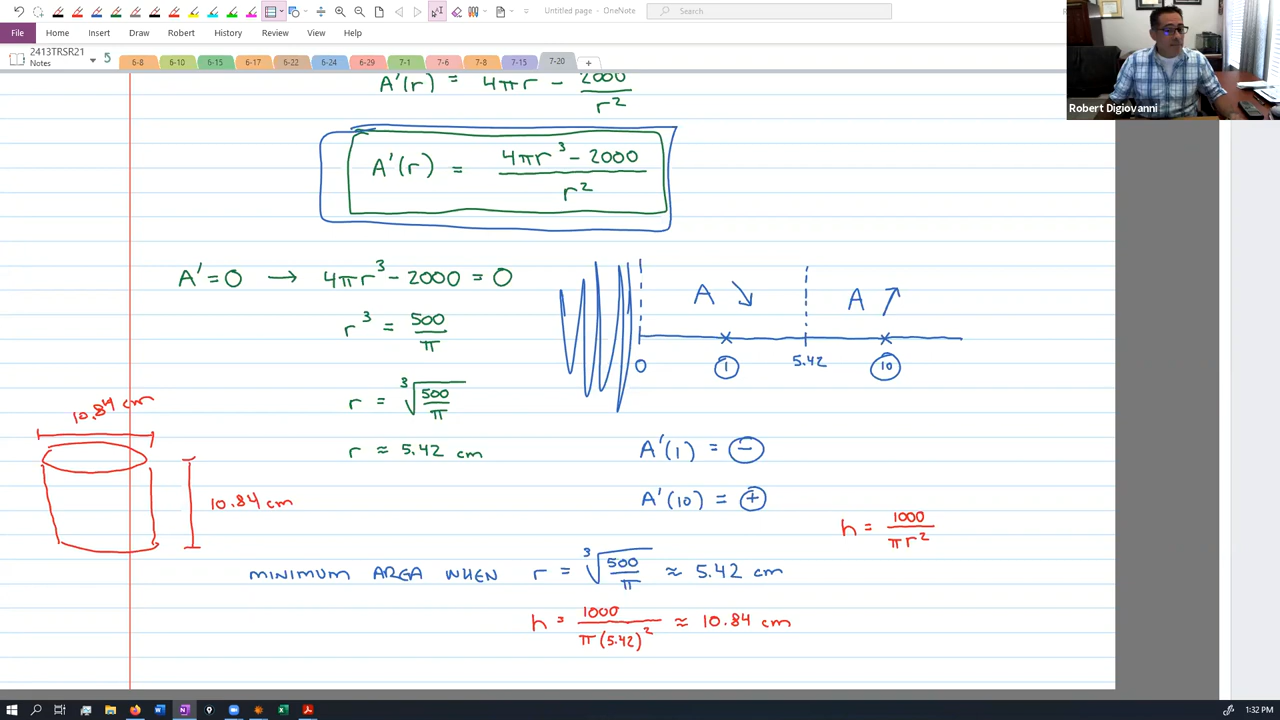 Untitled page - OneNote
Search
File
Home
Insert
Draw
Robert
History
Review
View
Help
2413TRSR21
Notes
5
6-8
6-10
6-15
6-17
6-22
6-24
6-29
7-1
7-6
7-8
7-15
7-20
+
Robert Digiovanni
A'(r) = 4πr - 2000/r²
A'(r) = (4πr³ - 2000)/r²
A' = 0 → 4πr³ - 2000 = 0
r³ = 500/π
r = ³√(500/π)
r ≈ 5.42 cm
A ↘ A ↗
0 1 5.42 10
A'(1) = -
A'(10) = +
10.84 cm
10.84 cm
h = 1000/πr²
MINIMUM AREA WHEN r = ³√(500/π) ≈ 5.42 cm
h = 1000/π(5.42)² ≈ 10.84 cm
1:32 PM